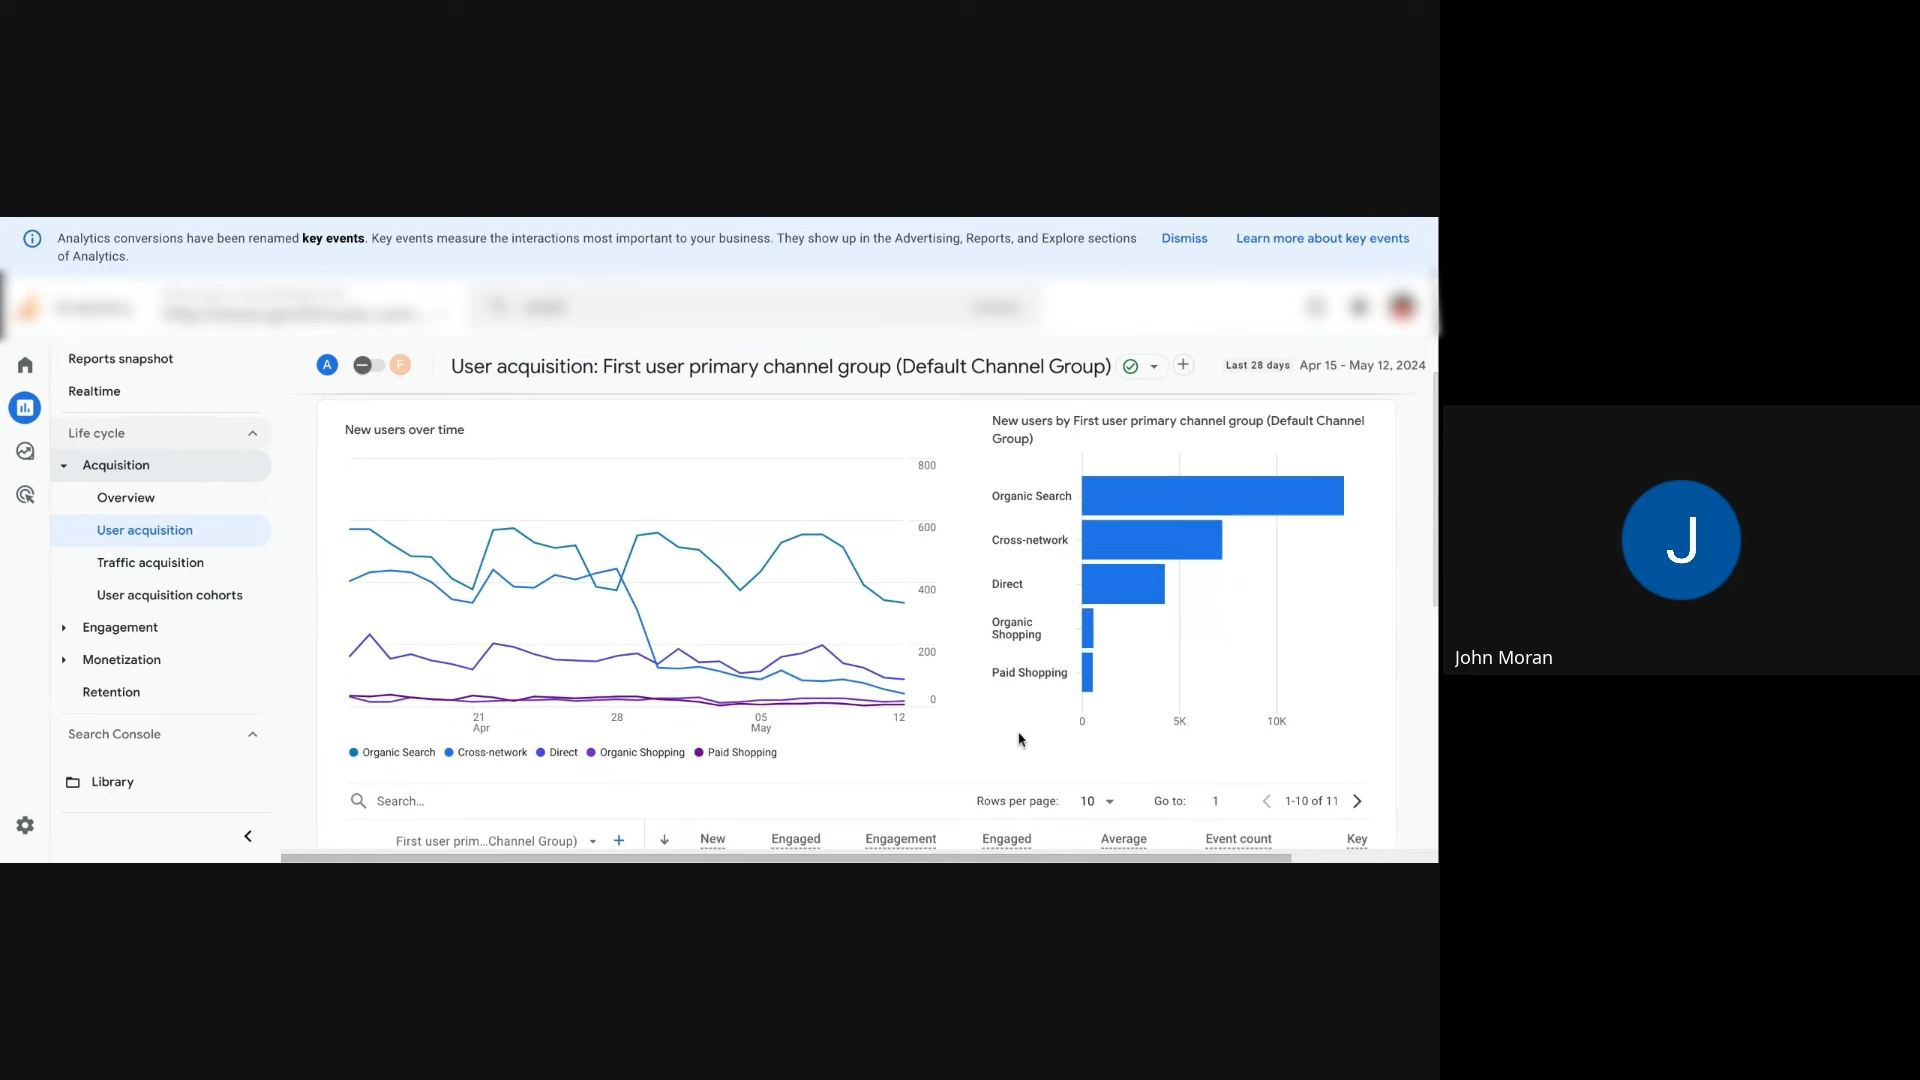 Analytics conversions have been renamed key events. Key events measure the interactions most important to your business. They show up in the Advertising, Reports, and Explore sections
of Analytics.
Dismiss
Learn more about key events
Reports snapshot
Realtime
Life cycle
Acquisition
Overview
User acquisition
Traffic acquisition
User acquisition cohorts
Engagement
Monetization
Retention
Search Console
Library
A
F
User acquisition: First user primary channel group (Default Channel Group)
Last 28 days Apr 15 - May 12, 2024
New users over time
800
600
400
200
0
21
Apr
28
05
May
12
Organic Search
Cross-network
Direct
Organic Shopping
Paid Shopping
New users by First user primary channel group (Default Channel
Group)
Organic Search
Cross-network
Direct
Organic
Shopping
Paid Shopping
0
5K
10K
Search...
Rows per page: 10
Go to: 1
1-10 of 11
First user prim...Channel Group)
New
Engaged
Engagement
Engaged
Average
Event count
Key
J
John Moran